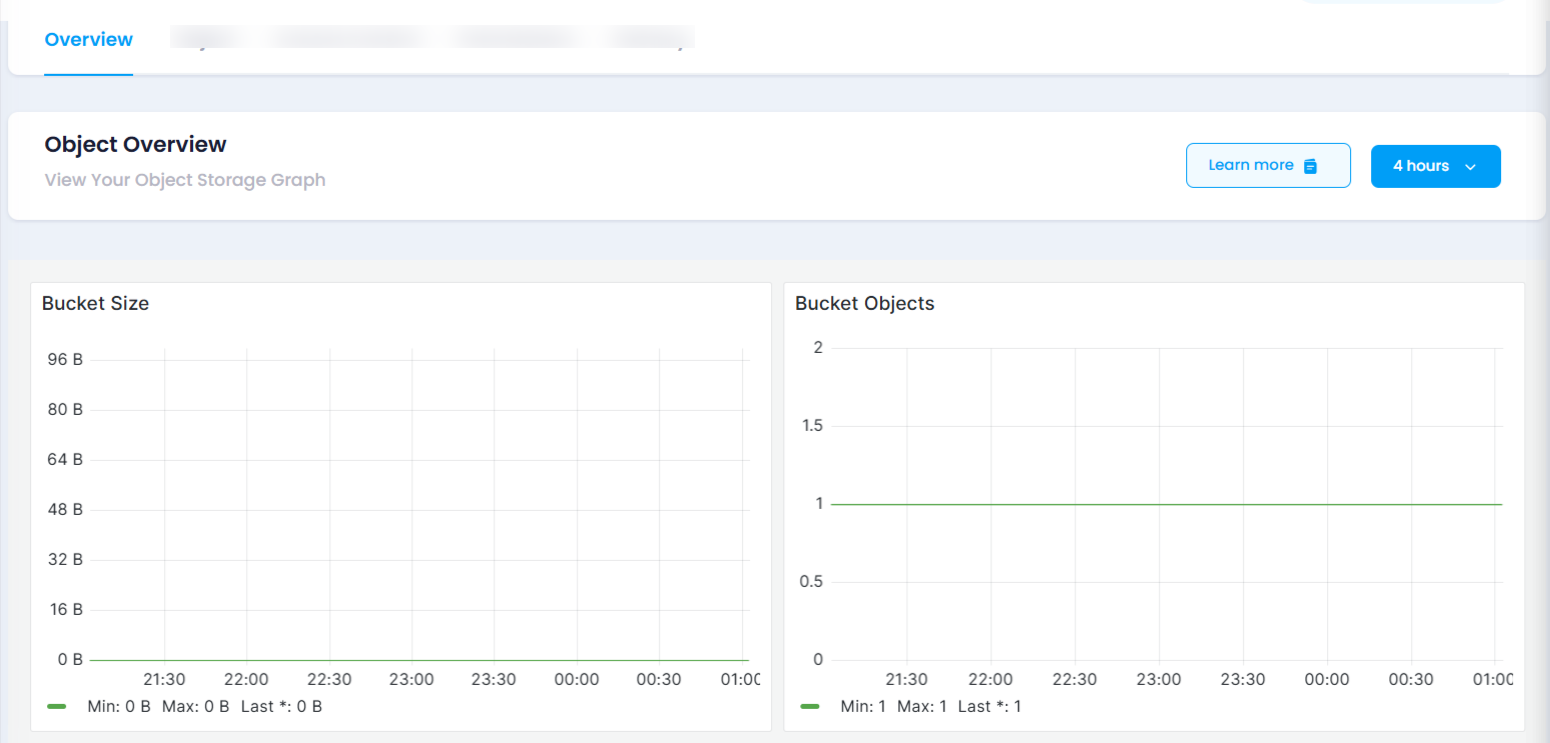 Overview
Object Overview
View Your Object Storage Graph
Learn more
4 hours
Bucket Size
96 B
80 B
64 B
48 B
32 B
16 B
0 B
21:30 22:00 22:30 23:00 23:30 00:00 00:30 01:00
Min: 0 B Max: 0 B Last *: 0 B
Bucket Objects
2
1.5
1
0.5
0
21:30 22:00 22:30 23:00 23:30 00:00 00:30 01:00
Min: 1 Max: 1 Last *: 1